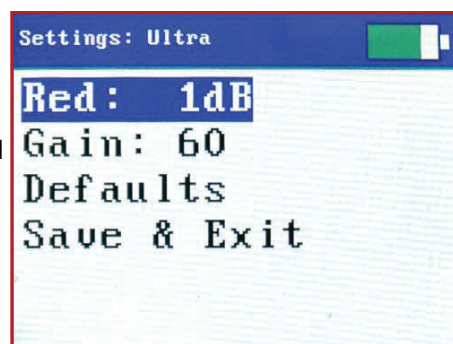 Settings: Ultra
Red: 1dB
Gain: 60
Defaults
Save & Exit